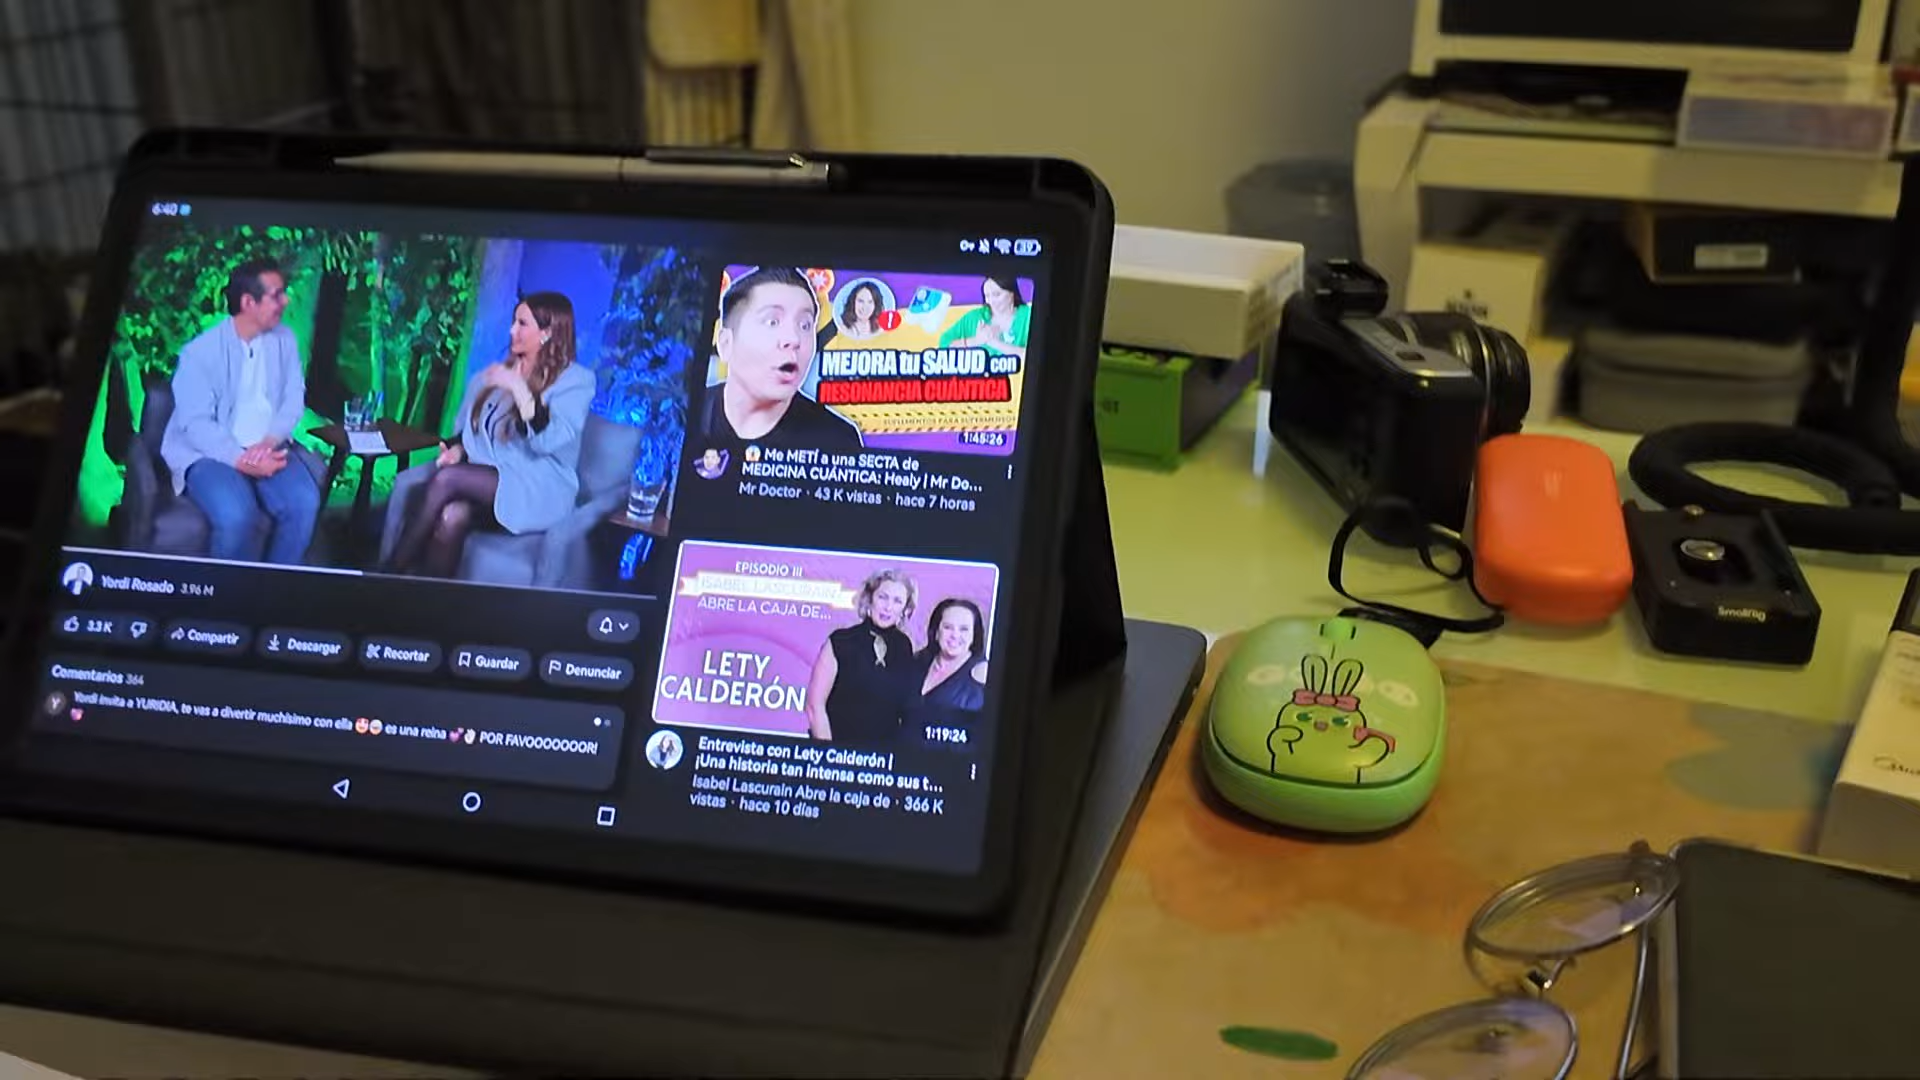 6:40
39
MEJORA tu SALUD con
RESONANCIA CUÁNTICA
SUPLEMENTOS PARA SUPERMENSOS
1:45:26
Me METÍ a una SECTA de
MEDICINA CUÁNTICA: Healy | Mr Do...
Mr Doctor · 43 K vistas · hace 7 horas
Yordi Rosado 3.96 M
3.3 K
Compartir
Descargar
Recortar
Guardar
Denunciar
Comentarios 364
Y
Yordi invita a YURIDIA, te vas a divertir muchísimo con ella 🤩😁 es una reina 💕👌 POR FAVOOOOOOOR!
💖
EPISODIO III
ISABEL LASCURAIN
ABRE LA CAJA DE...
LETY
CALDERÓN
1:19:24
Entrevista con Lety Calderón |
¡Una historia tan intensa como sus t...
Isabel Lascurain Abre la caja de · 366 K
vistas · hace 10 días
SmallRig